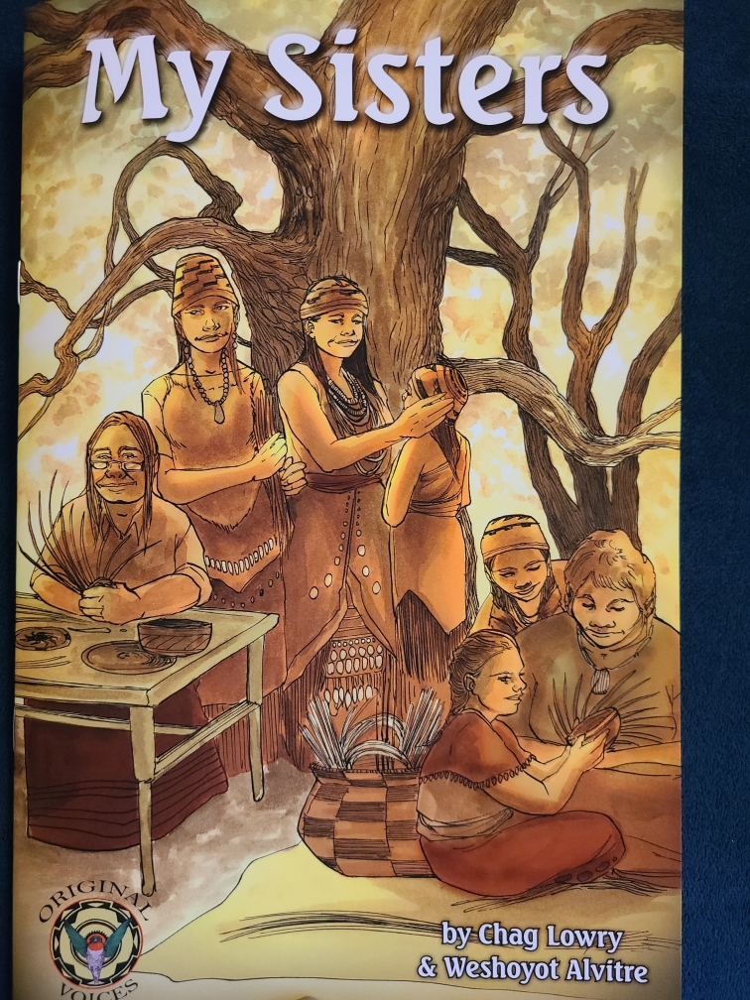 My Sisters
ORIGINAL
VOICES
by Chag Lowry
& Weshoyot Alvitre